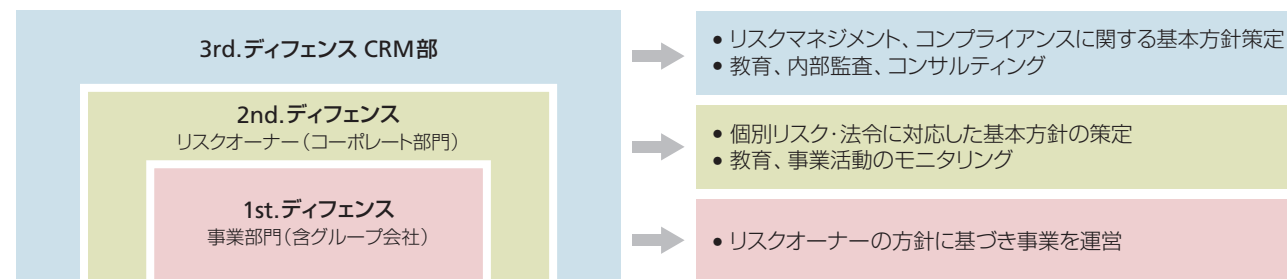 3rd.ディフェンス CRM部
• リスクマネジメント、コンプライアンスに関する基本方針策定
• 教育、内部監査、コンサルティング
2nd.ディフェンス
リスクオーナー(コーポレート部門)
• 個別リスク・法令に対応した基本方針の策定
• 教育、事業活動のモニタリング
1st.ディフェンス
事業部門(含グループ会社)
• リスクオーナーの方針に基づき事業を運営